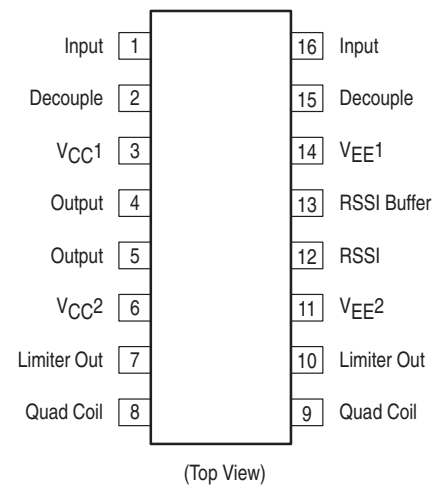 Input 1 16 Input
Decouple 2 15 Decouple
VCC1 3 14 VEE1
Output 4 13 RSSI Buffer
Output 5 12 RSSI
VCC2 6 11 VEE2
Limiter Out 7 10 Limiter Out
Quad Coil 8 9 Quad Coil
(Top View)